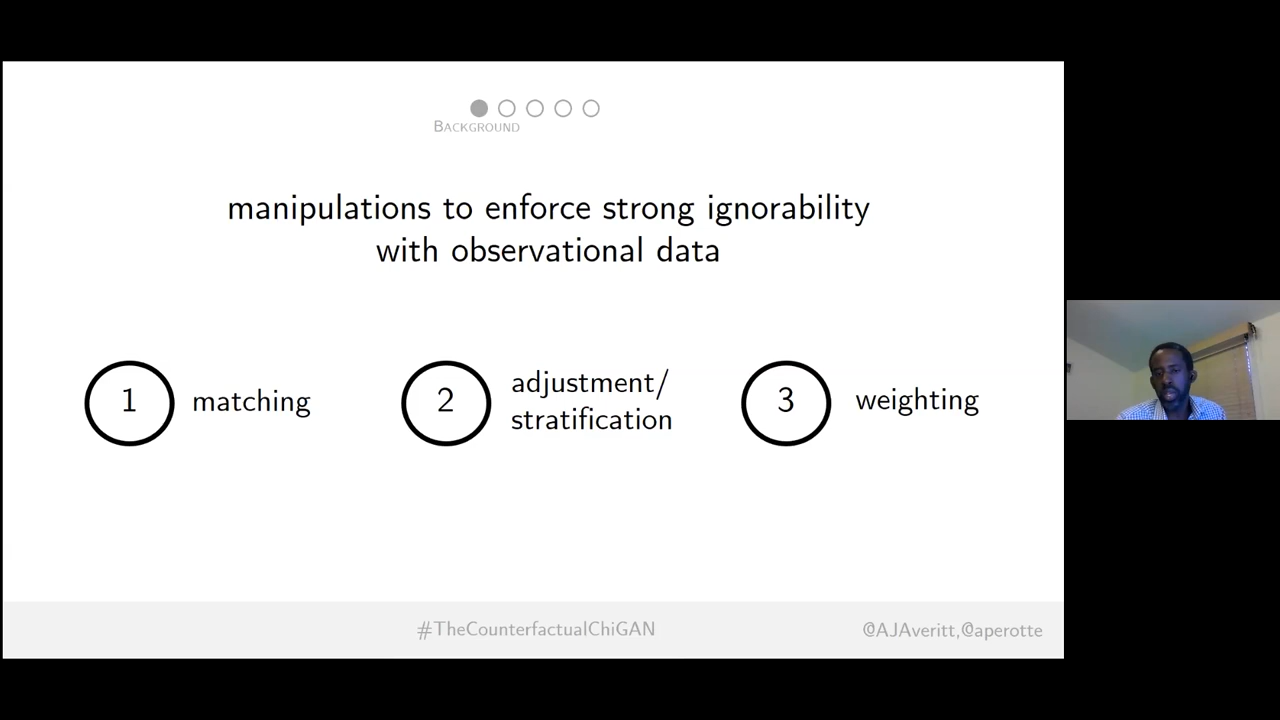 BACKGROUND
manipulations to enforce strong ignorability
with observational data
1 matching
2 adjustment/
stratification
3 weighting
#TheCounterfactualChiGAN
@AJAveritt,@aperotte